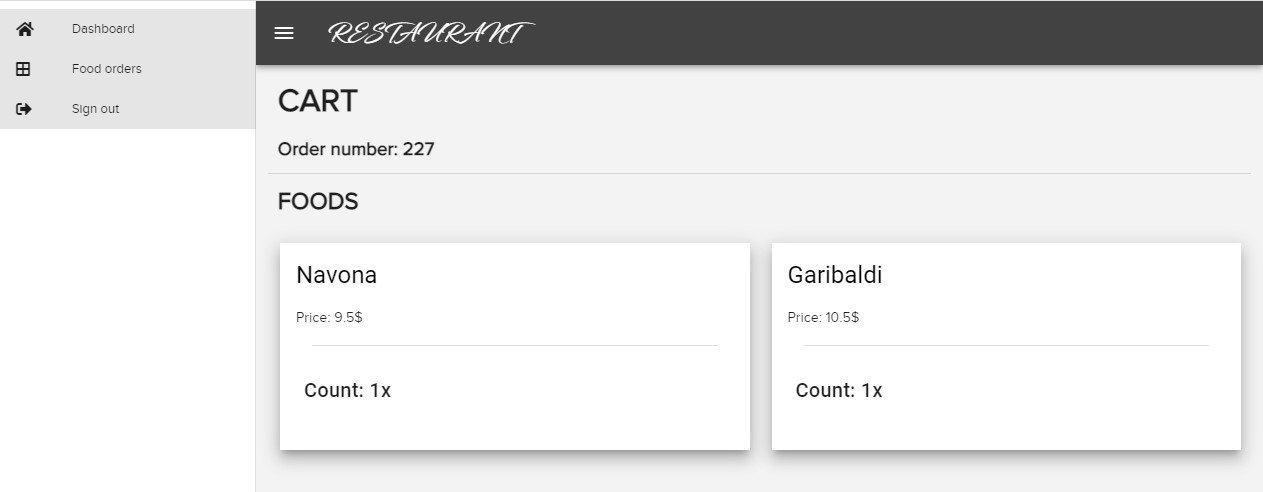 Dashboard
Food orders
Sign out
RESTAURANT
CART
Order number: 227
FOODS
Navona
Price: 9.5$
Count: 1x
Garibaldi
Price: 10.5$
Count: 1x